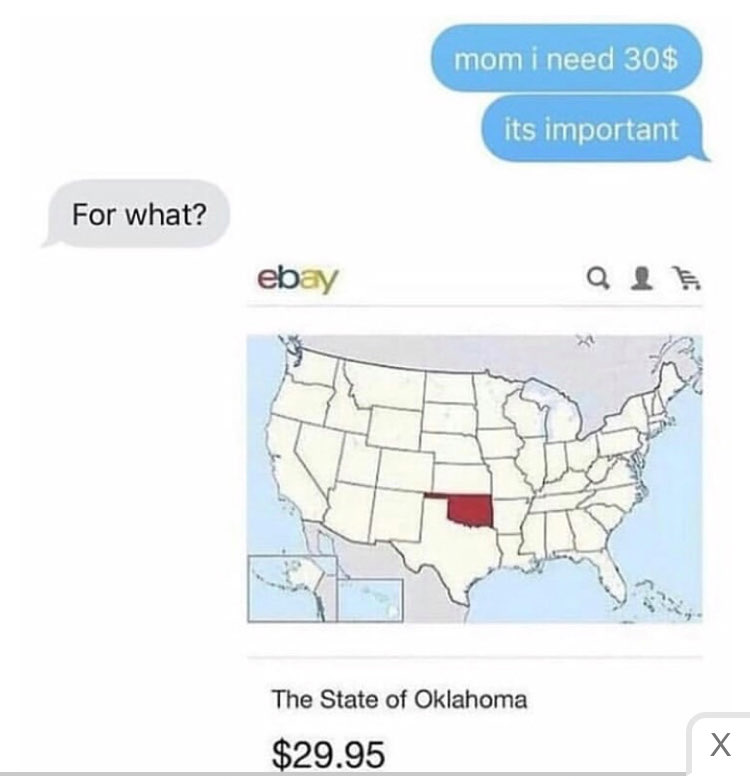 mom i need 30$
its important
For what?
ebay
The State of Oklahoma
$29.95
X